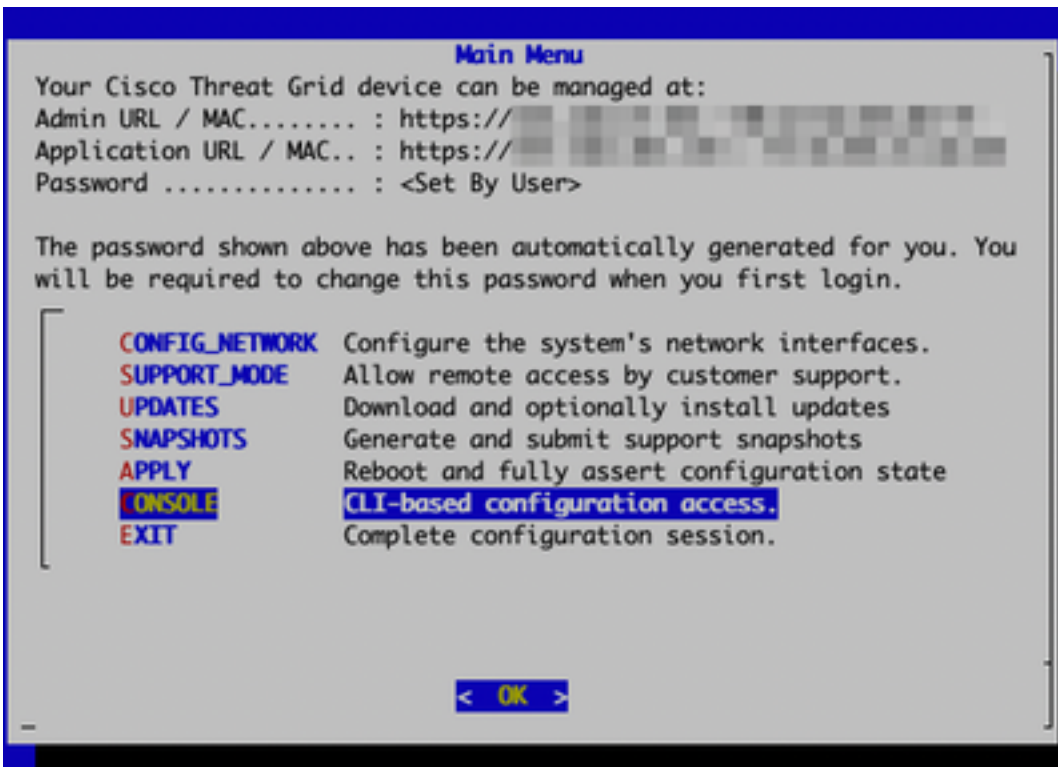 Main Menu
Your Cisco Threat Grid device can be managed at:
Admin URL / MAC........ : https://
Application URL / MAC.. : https://
Password .............. : <Set By User>
The password shown above has been automatically generated for you. You
will be required to change this password when you first login.
CONFIG_NETWORK Configure the system's network interfaces.
SUPPORT_MODE Allow remote access by customer support.
UPDATES Download and optionally install updates
SNAPSHOTS Generate and submit support snapshots
APPLY Reboot and fully assert configuration state
CONSOLE CLI-based configuration access.
EXIT Complete configuration session.
< OK >